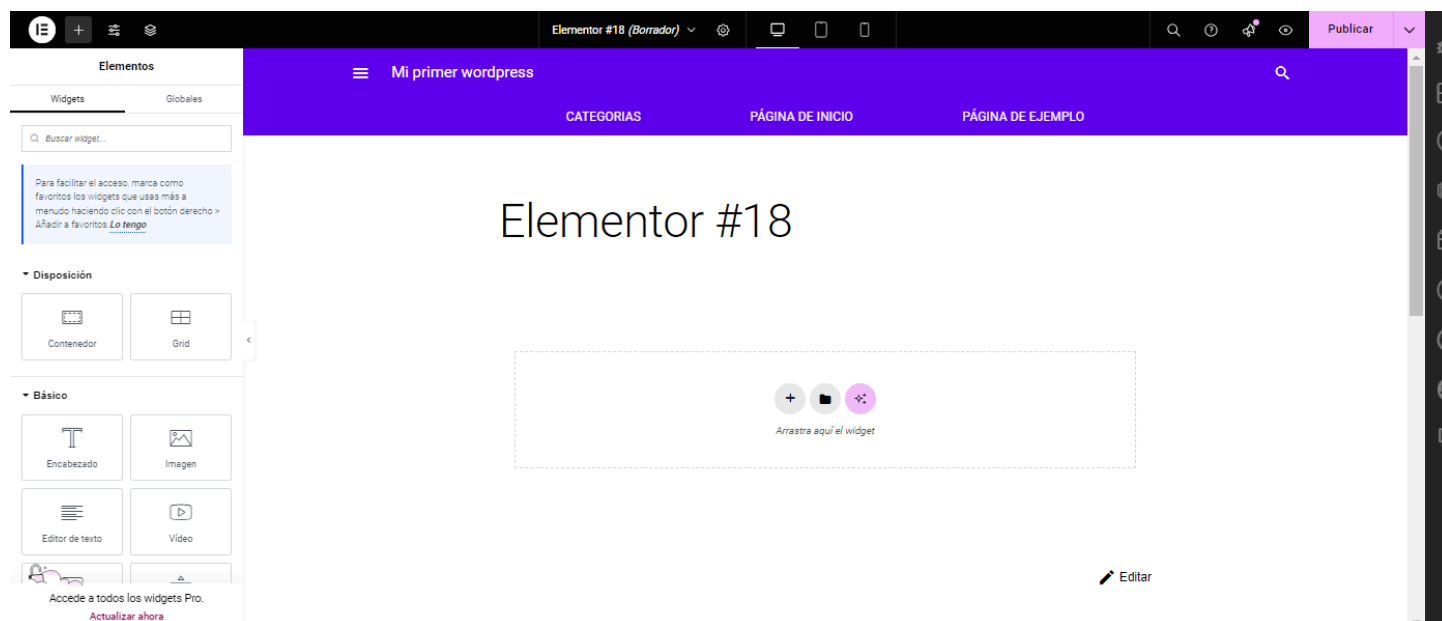 Elementor #18 (Borrador)
Publicar
Elementos
Widgets
Globales
Buscar widget...
Para facilitar el acceso, marca como
favoritos los widgets que usas más a
menudo haciendo clic con el botón derecho >
Añadir a favoritos. Lo tengo
Disposición
Contenedor
Grid
Básico
Encabezado
Imagen
Editor de texto
Vídeo
Accede a todos los widgets Pro.
Actualizar ahora
Mi primer wordpress
CATEGORIAS
PÁGINA DE INICIO
PÁGINA DE EJEMPLO
Elementor #18
Arrastra aquí el widget
Editar